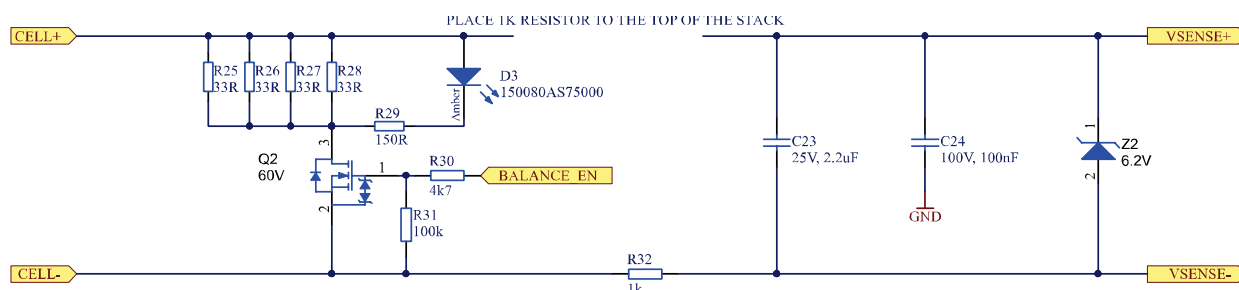 PLACE 1K RESISTOR TO THE TOP OF THE STACK
CELL+
VSENSE+
R25
33R
R26
33R
R27
33R
R28
33R
D3
150080AS75000
Amber
R29
150R
C23
25V, 2.2uF
C24
100V, 100nF
1
Z2
6.2V
2
3
Q2
60V
1
R30
4k7
BALANCE_EN
2
R31
100k
GND
CELL-
R32
1k
VSENSE-